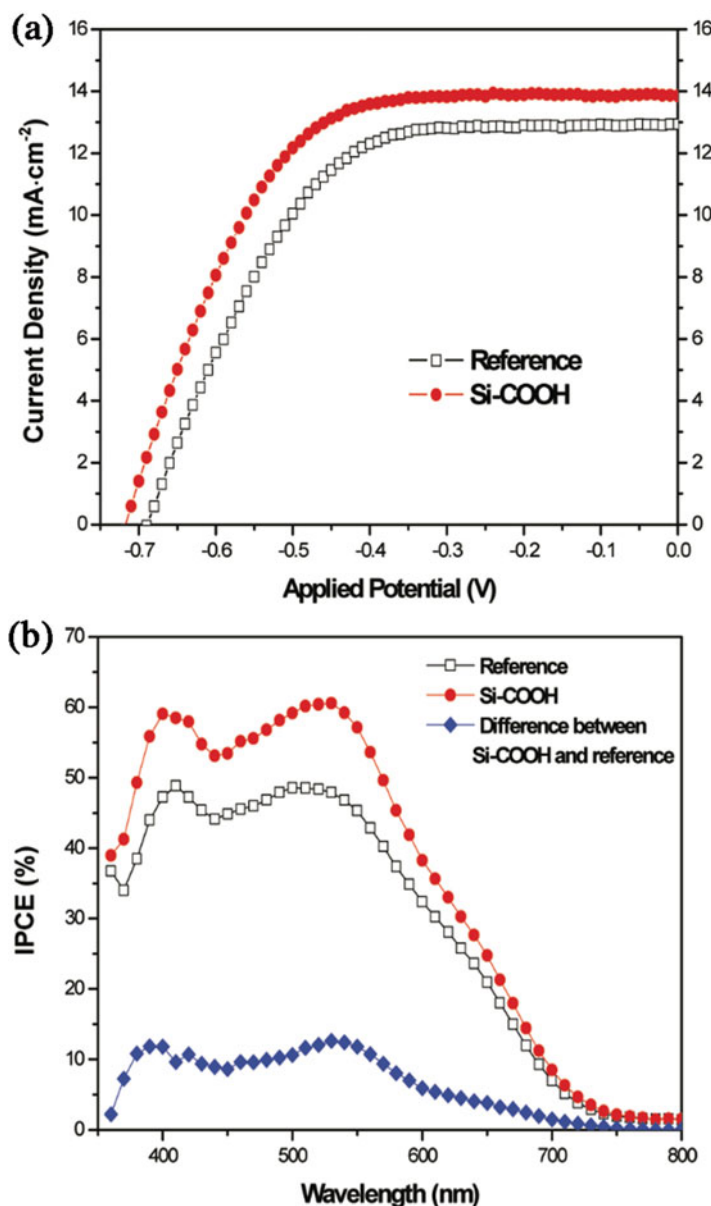 (a)
16
14
12
10
8
6
4
2
0
16
14
12
10
8
6
4
2
0
Current Density (mA·cm⁻²)
Reference
Si-COOH
-0.7 -0.6 -0.5 -0.4 -0.3 -0.2 -0.1 0.0
Applied Potential (V)
(b)
70
60
50
40
30
20
10
0
IPCE (%)
Reference
Si-COOH
Difference between
Si-COOH and reference
400 500 600 700 800
Wavelength (nm)